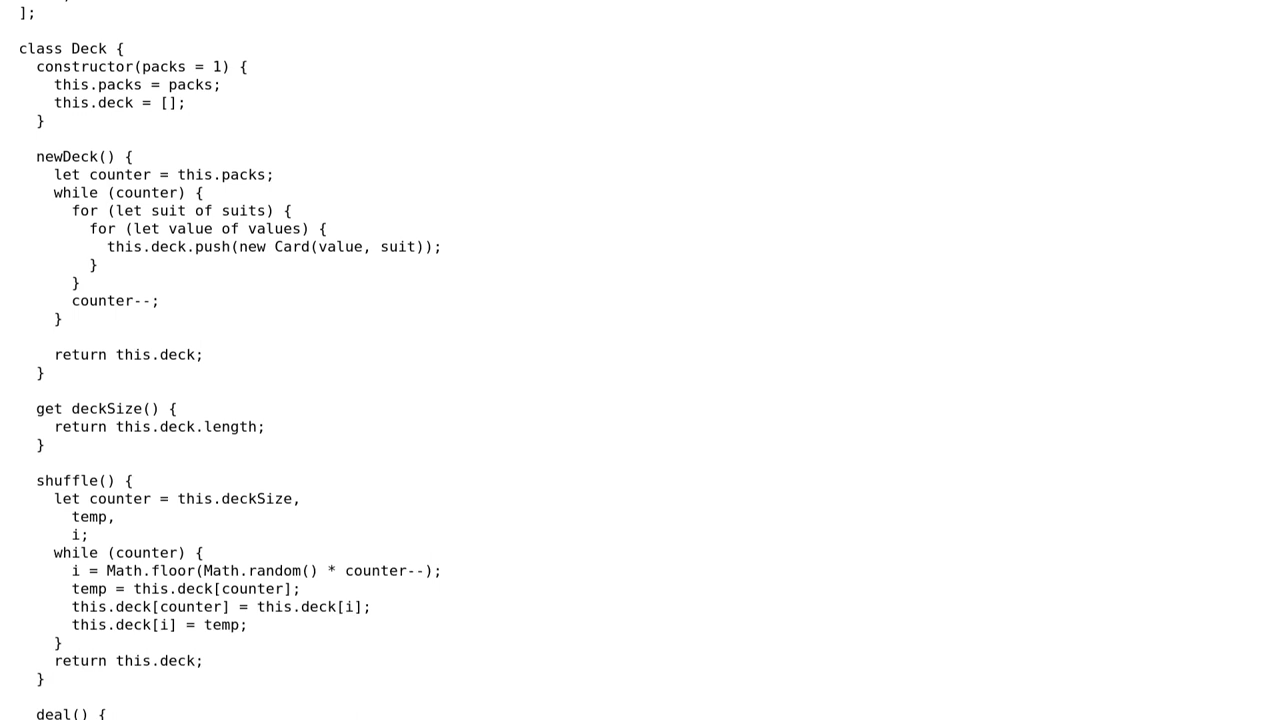 ];

class Deck {
  constructor(packs = 1) {
    this.packs = packs;
    this.deck = [];
  }

  newDeck() {
    let counter = this.packs;
    while (counter) {
      for (let suit of suits) {
        for (let value of values) {
          this.deck.push(new Card(value, suit));
        }
      }
      counter--;
    }

    return this.deck;
  }

  get deckSize() {
    return this.deck.length;
  }

  shuffle() {
    let counter = this.deckSize,
      temp,
      i;
    while (counter) {
      i = Math.floor(Math.random() * counter--);
      temp = this.deck[counter];
      this.deck[counter] = this.deck[i];
      this.deck[i] = temp;
    }
    return this.deck;
  }

  deal() {